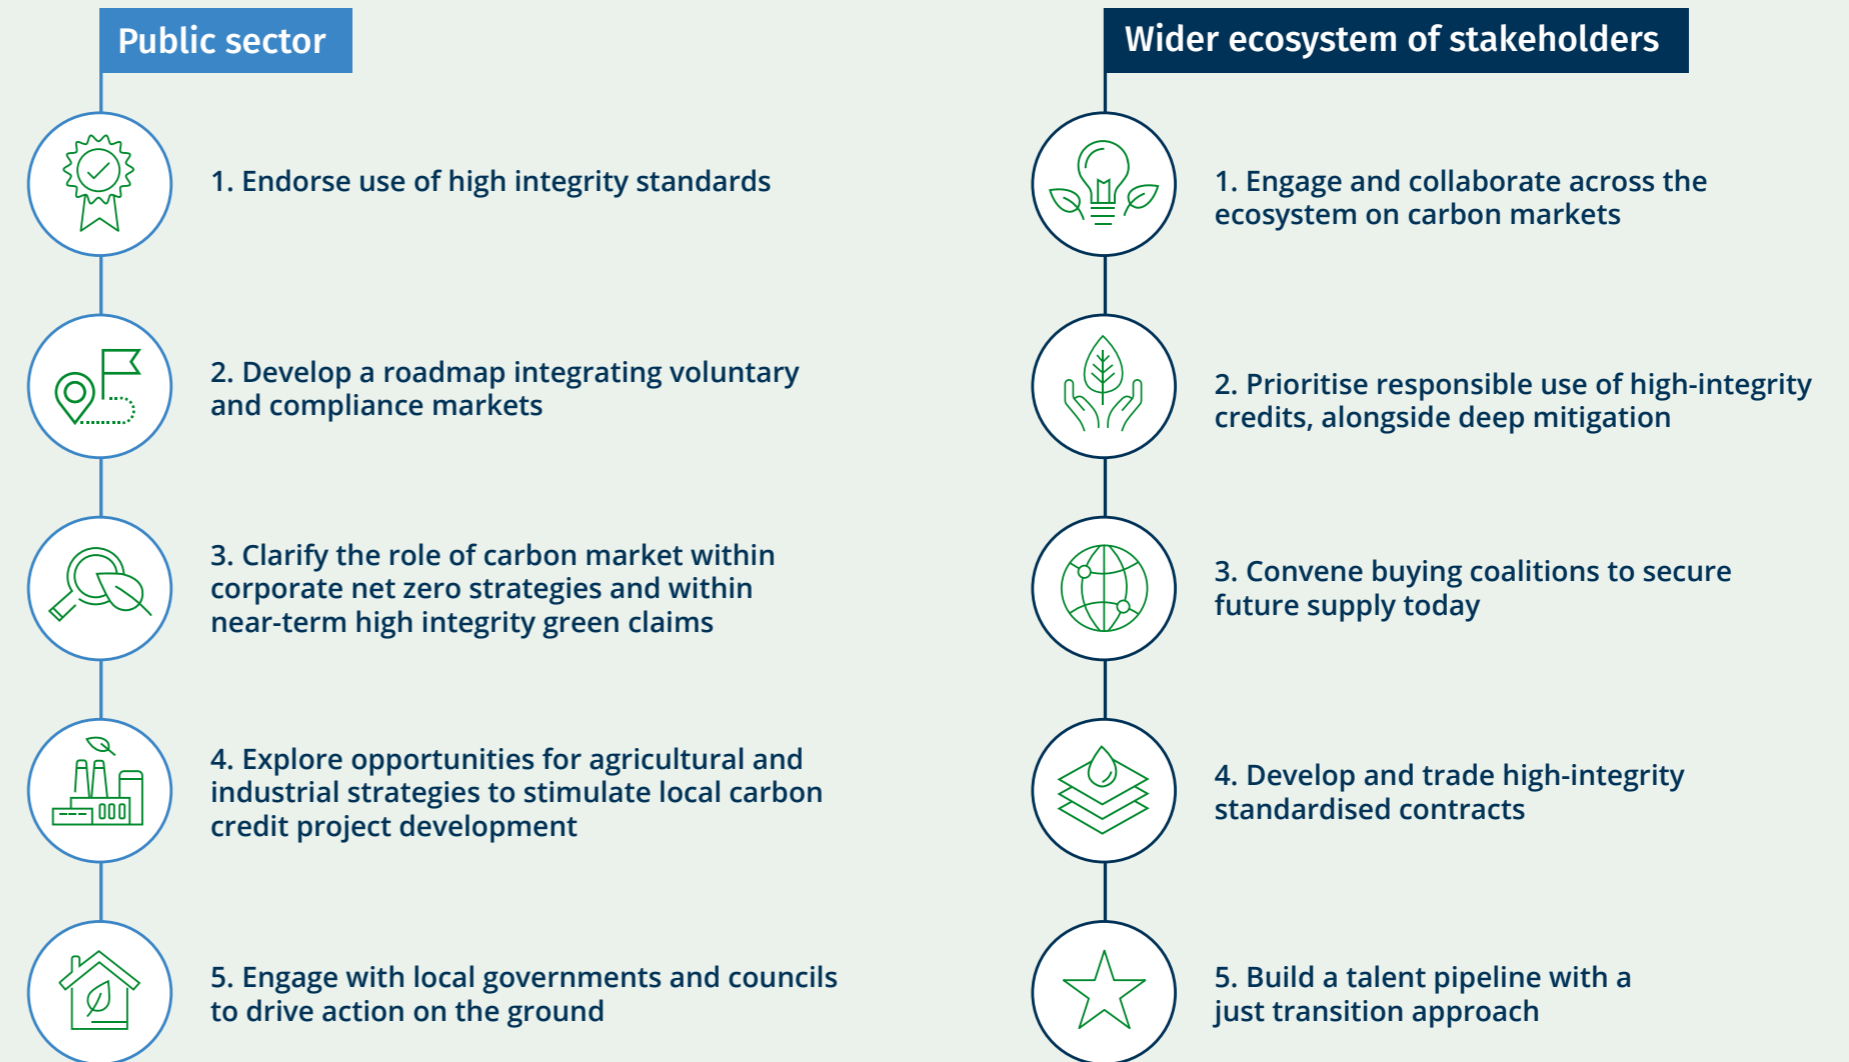 Public sector
1. Endorse use of high integrity standards
2. Develop a roadmap integrating voluntary
and compliance markets
3. Clarify the role of carbon market within
corporate net zero strategies and within
near-term high integrity green claims
4. Explore opportunities for agricultural and
industrial strategies to stimulate local carbon
credit project development
5. Engage with local governments and councils
to drive action on the ground
Wider ecosystem of stakeholders
1. Engage and collaborate across the
ecosystem on carbon markets
2. Prioritise responsible use of high-integrity
credits, alongside deep mitigation
3. Convene buying coalitions to secure
future supply today
4. Develop and trade high-integrity
standardised contracts
5. Build a talent pipeline with a
just transition approach